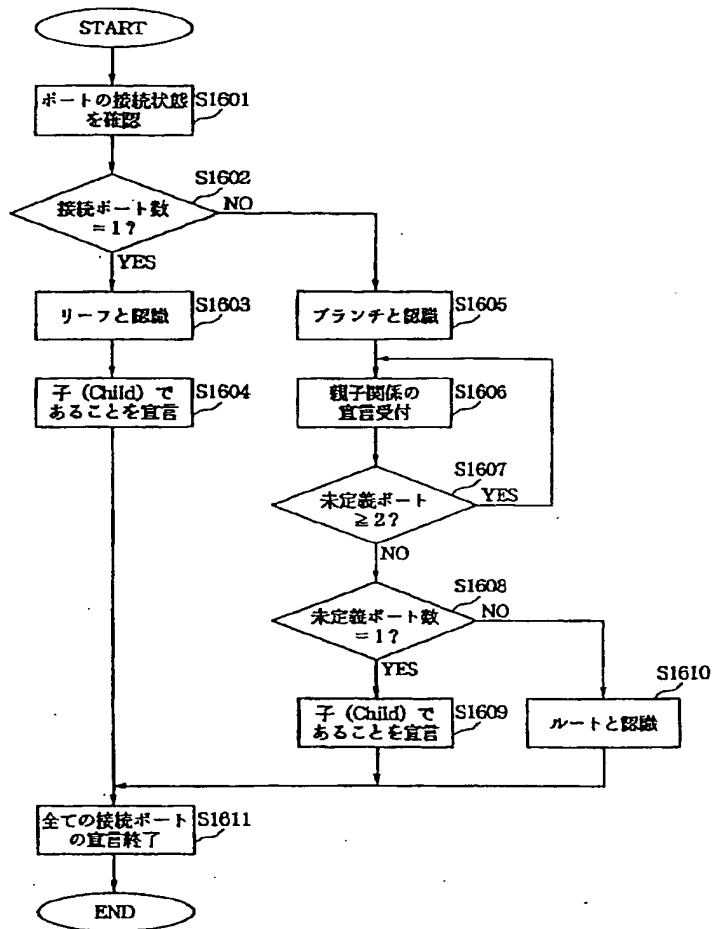 START
ポートの接続状態
を確認
S1601
接続ポート数
=1?
S1602
NO
YES
リーフと認識
S1603
子 (Child) で
あることを宣言
S1604
ブランチと認識
S1605
親子関係の
宣言受付
S1606
未定義ポート
≧2?
S1607
YES
NO
未定義ポート数
=1?
S1608
NO
YES
子 (Child) で
あることを宣言
S1609
ルートと認識
S1610
全ての接続ポート
の宣言終了
S1611
END